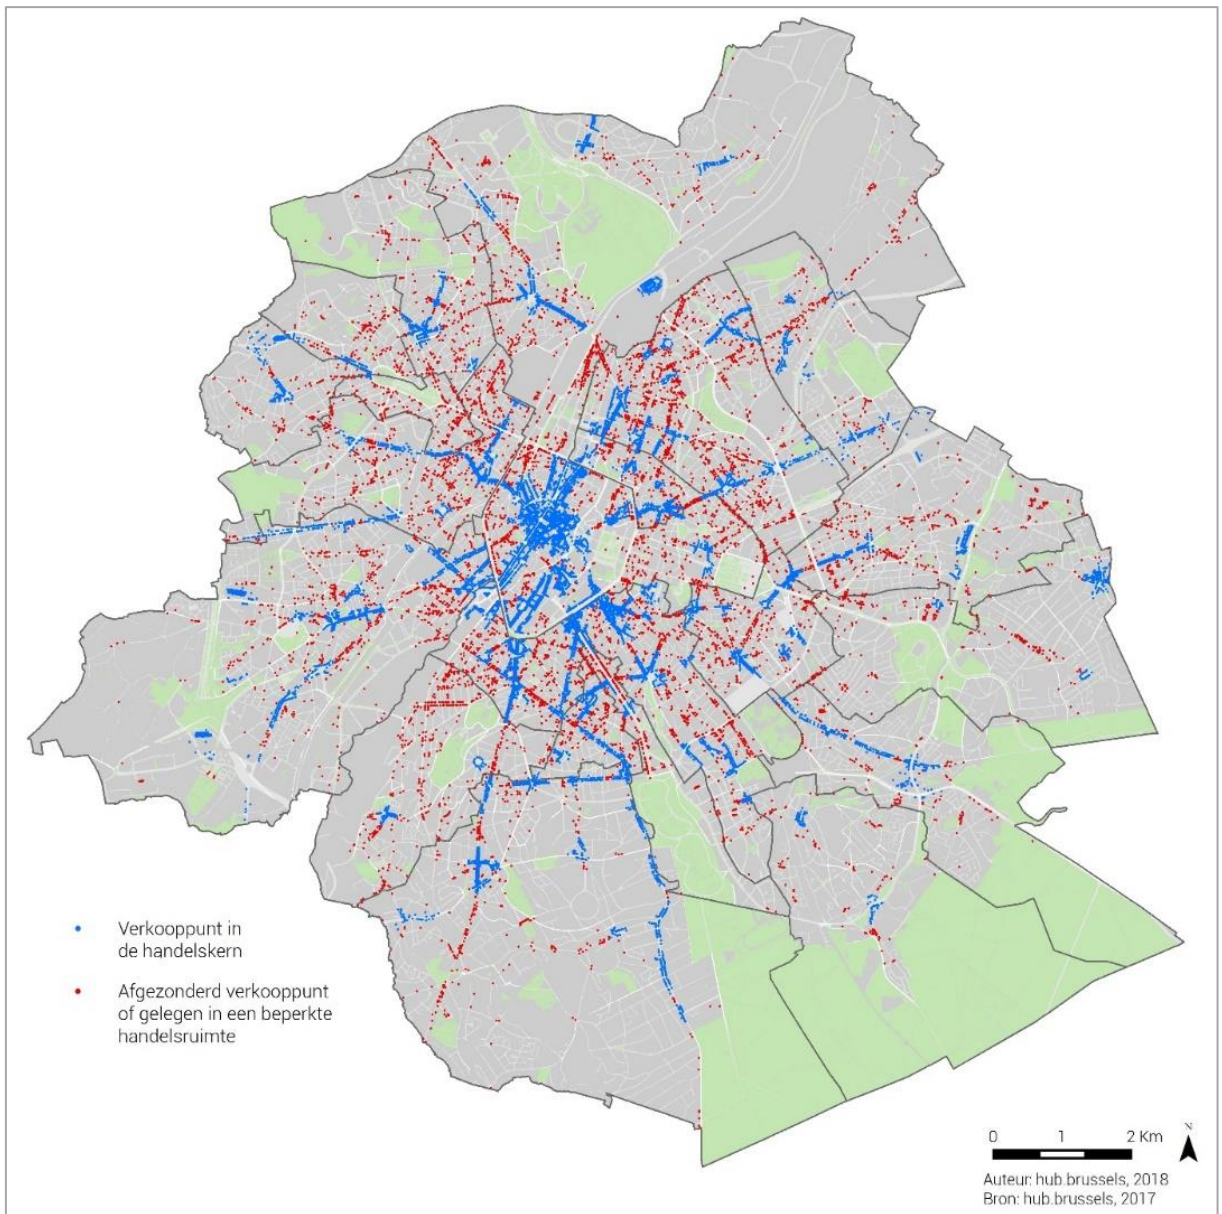 Verkooppunt in
de handelskern
Afgezonderd verkooppunt
of gelegen in een beperkte
handelsruimte
0 1 2 Km
N
Auteur: hub.brussels, 2018
Bron: hub.brussels, 2017